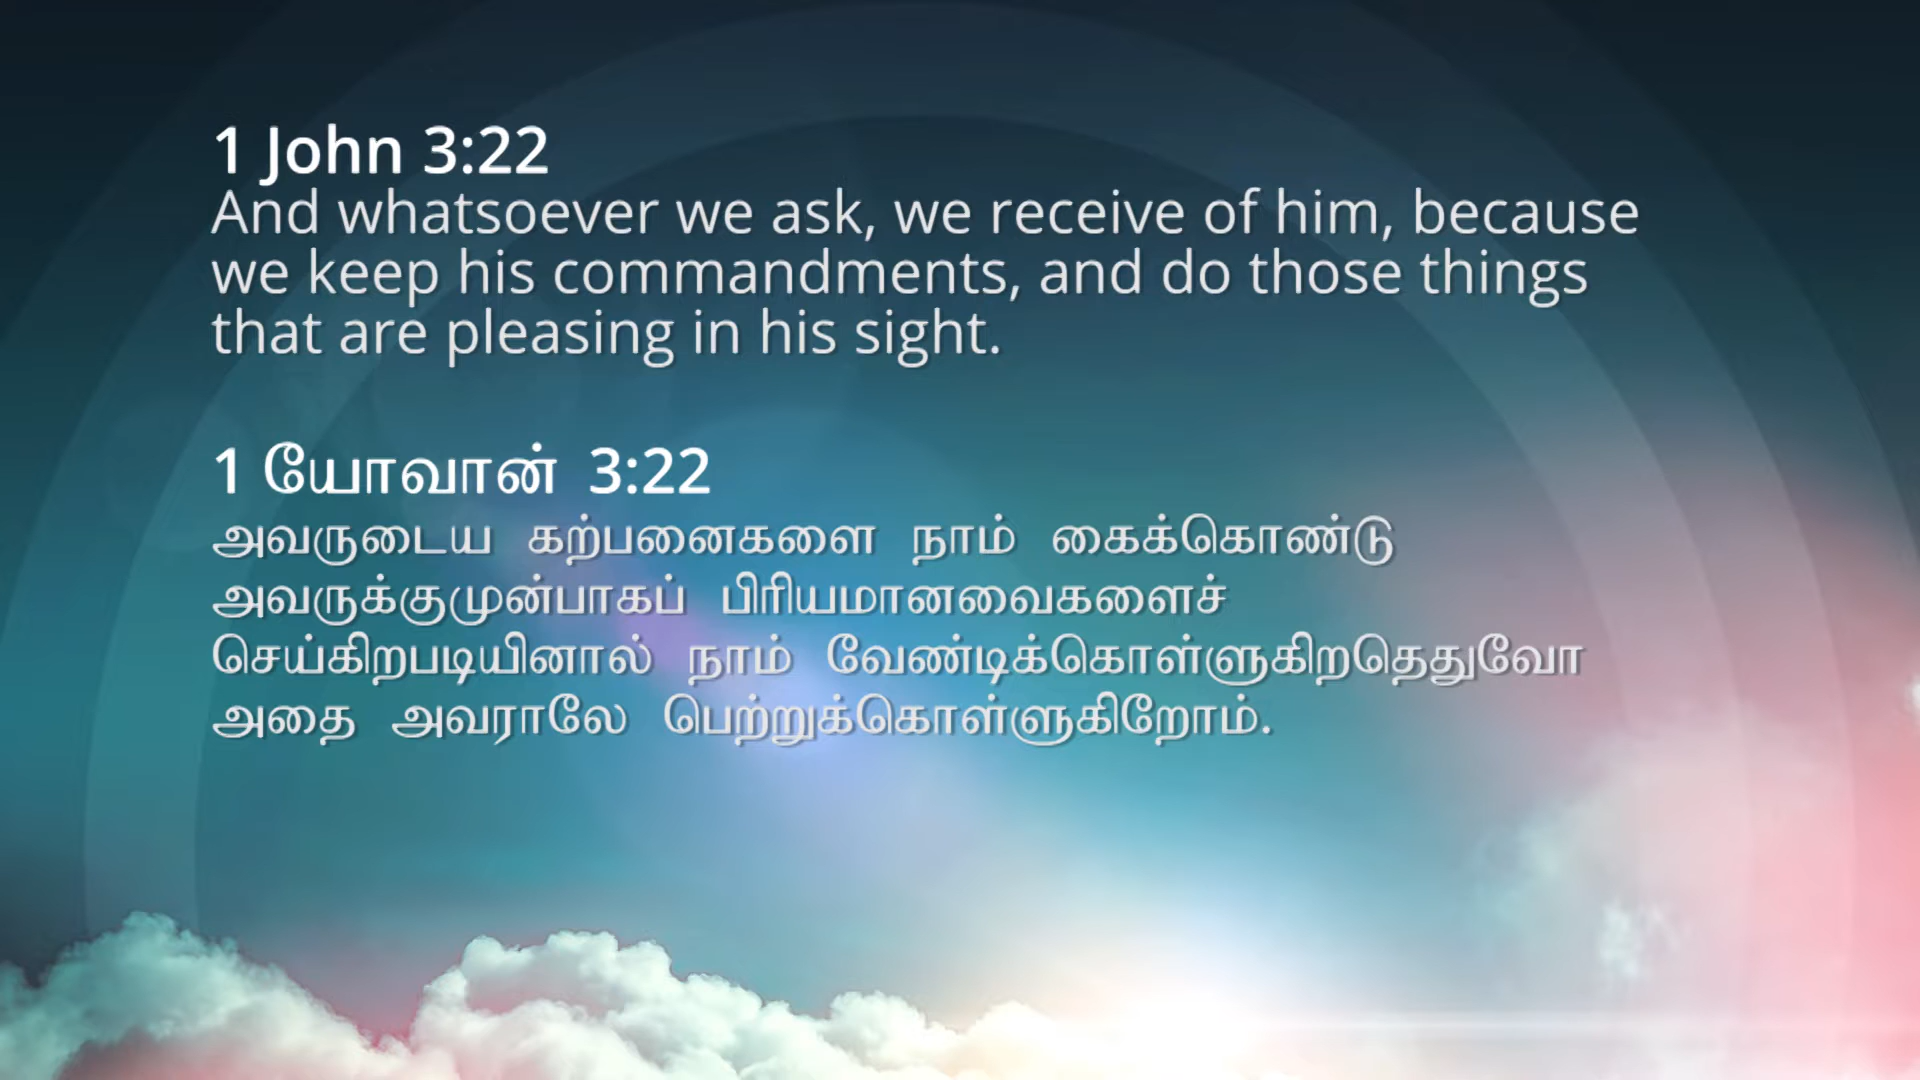 1 John 3:22
And whatsoever we ask, we receive of him, because
we keep his commandments, and do those things
that are pleasing in his sight.
1 யோவான் 3:22
அவருடைய கற்பனைகளை நாம் கைக்கொண்டு
அவருக்குமுன்பாகப் பிரியமானவைகளைச்
செய்கிறபடியினால் நாம் வேண்டிக்கொள்ளுகிறதெதுவோ
அதை அவராலே பெற்றுக்கொள்ளுகிறோம்.